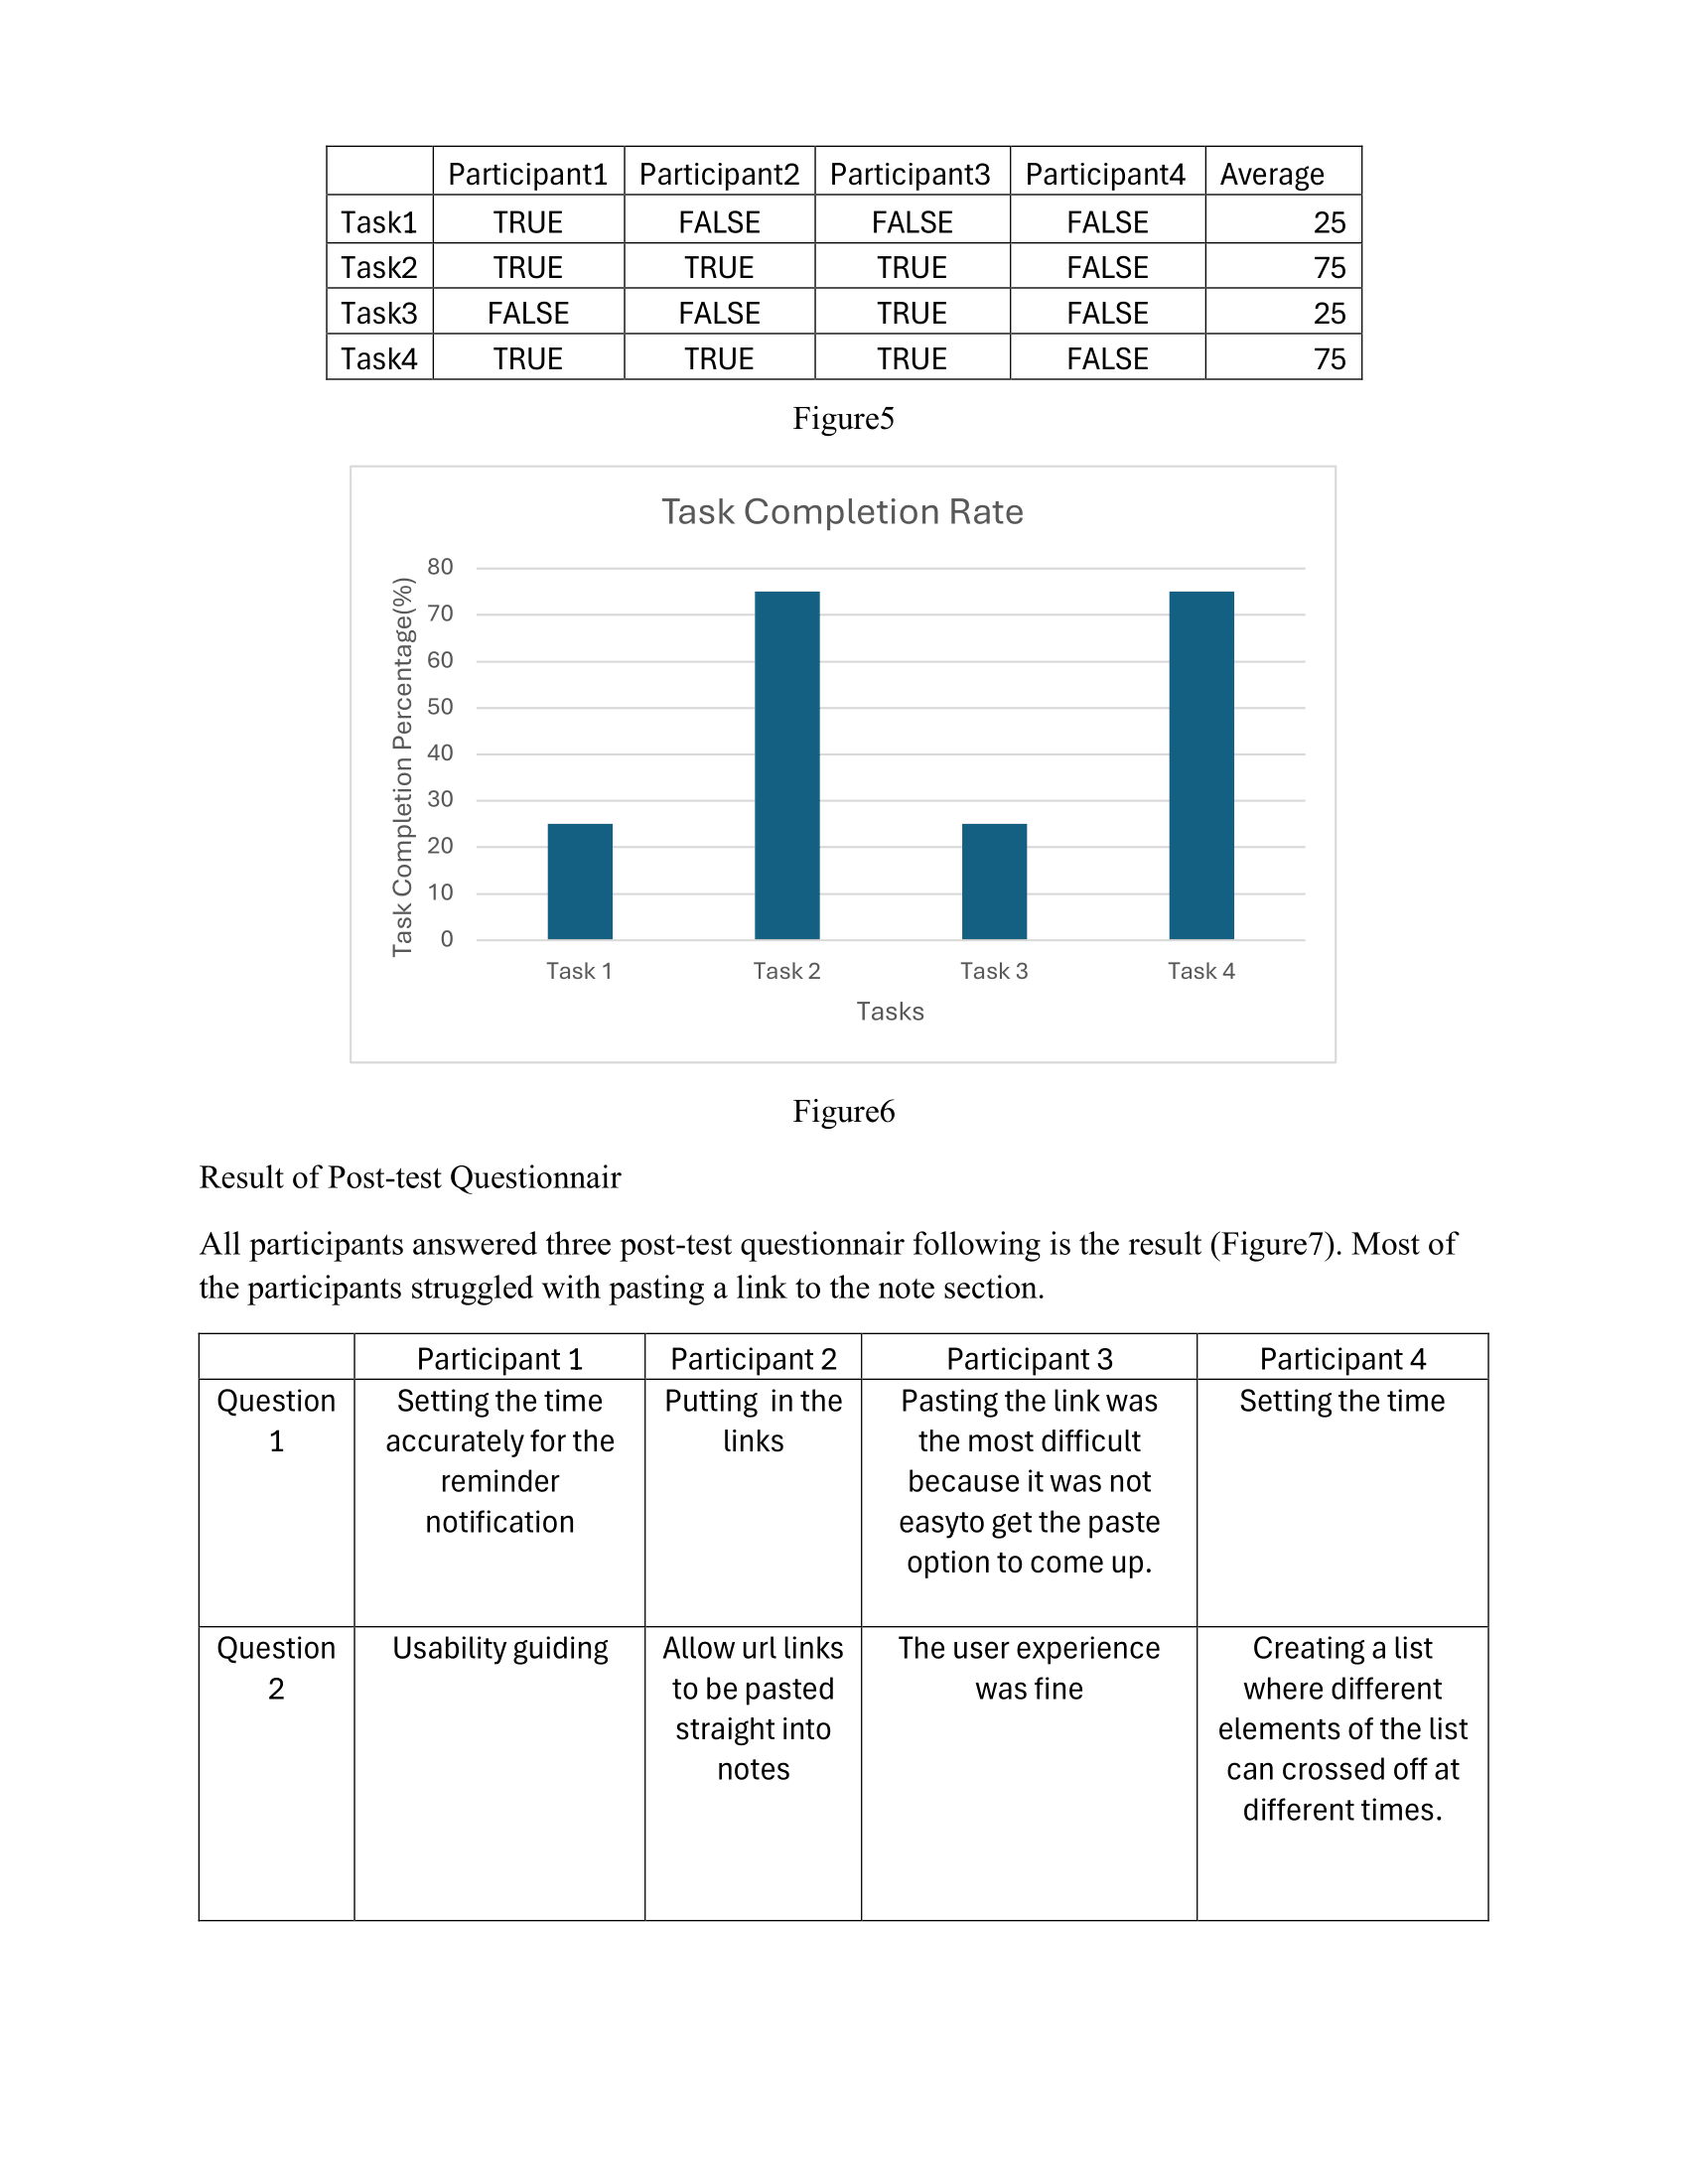 Participant1 Participant2 Participant3 Participant4 Average
Task1 TRUE FALSE FALSE FALSE 25
Task2 TRUE TRUE TRUE FALSE 75
Task3 FALSE FALSE TRUE FALSE 25
Task4 TRUE TRUE TRUE FALSE 75
Figure5
Task Completion Rate
Task Completion Percentage(%)
80
70
60
50
40
30
20
10
0
Task 1 Task 2 Task 3 Task 4
Tasks
Figure6
Result of Post-test Questionnair
All participants answered three post-test questionnair following is the result (Figure7). Most of
the participants struggled with pasting a link to the note section.
Participant 1 Participant 2 Participant 3 Participant 4
Question
1
Setting the time
accurately for the
reminder
notification
Putting in the
links
Pasting the link was
the most difficult
because it was not
easyto get the paste
option to come up.
Setting the time
Question
2
Usability guiding
Allow url links
to be pasted
straight into
notes
The user experience
was fine
Creating a list
where different
elements of the list
can crossed off at
different times.